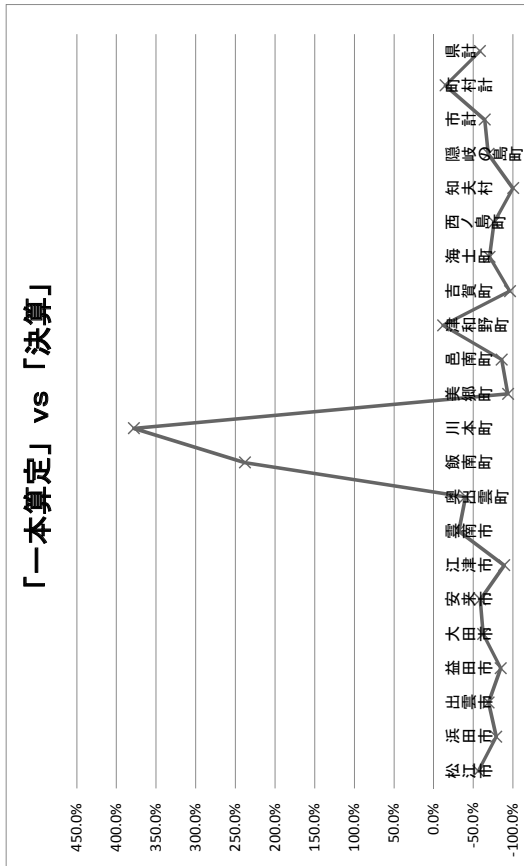 「一本算定」 vs 「決算」
450.0%
400.0%
350.0%
300.0%
250.0%
200.0%
150.0%
100.0%
50.0%
0.0%
-50.0%
-100.0%
松江市
浜田市
出雲市
益田市
大田市
安来市
江津市
雲南市
奥出雲町
飯南町
川本町
美郷町
邑南町
津和野町
吉賀町
海士町
西ノ島町
知夫村
隠岐の島町
市計
町村計
県計